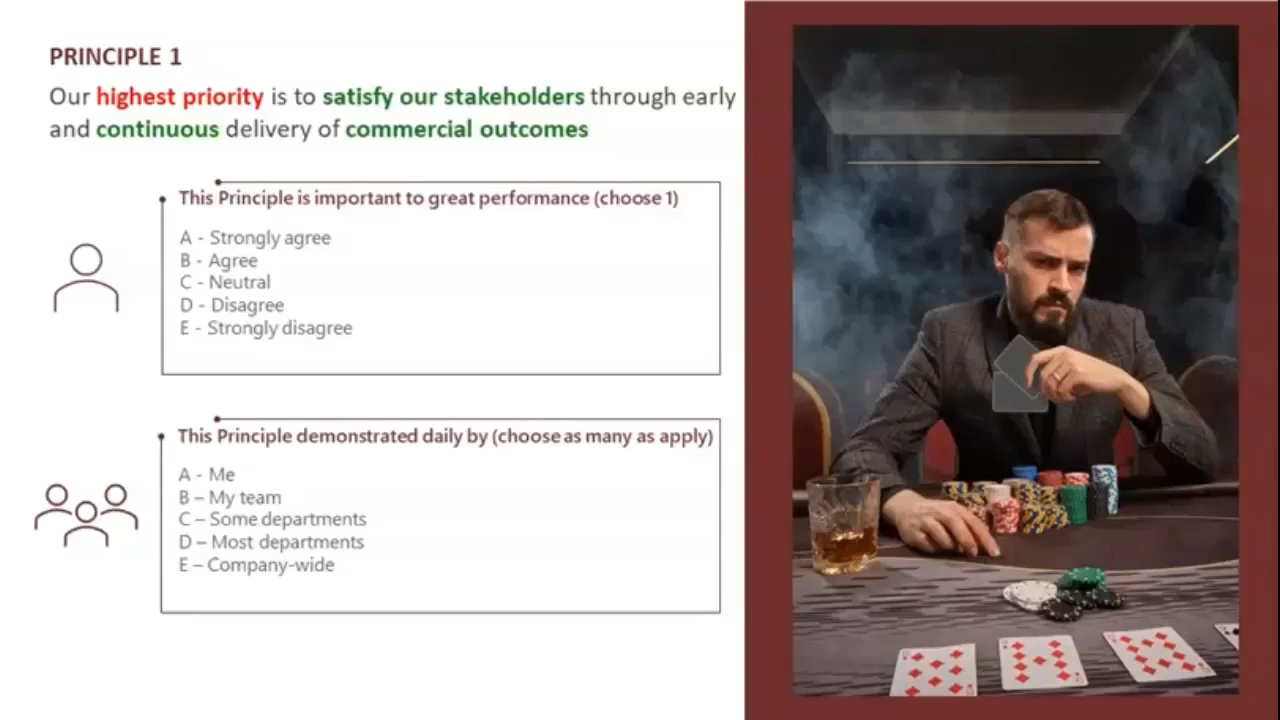 PRINCIPLE 1
Our highest priority is to satisfy our stakeholders through early
and continuous delivery of commercial outcomes
This Principle is important to great performance (choose 1)
A - Strongly agree
B - Agree
C - Neutral
D - Disagree
E - Strongly disagree
This Principle demonstrated daily by (choose as many as apply)
A - Me
B – My team
C – Some departments
D – Most departments
E – Company-wide